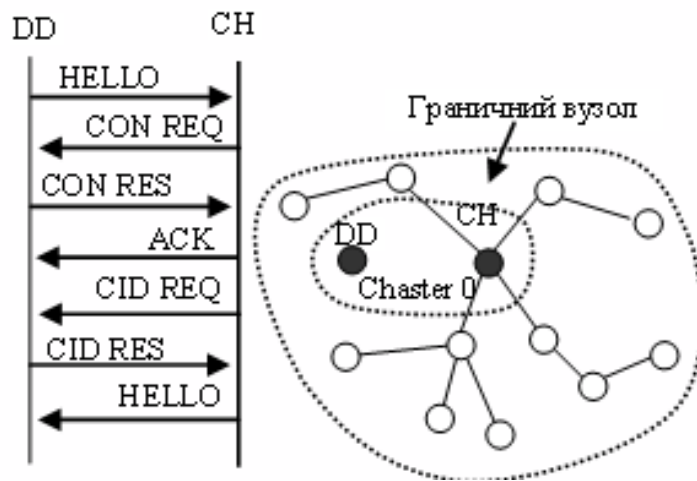 DD
CH
HELLO
CON REQ
CON RES
ACK
CID REQ
CID RES
HELLO
Граничний вузол
CH
DD
Chaster 0